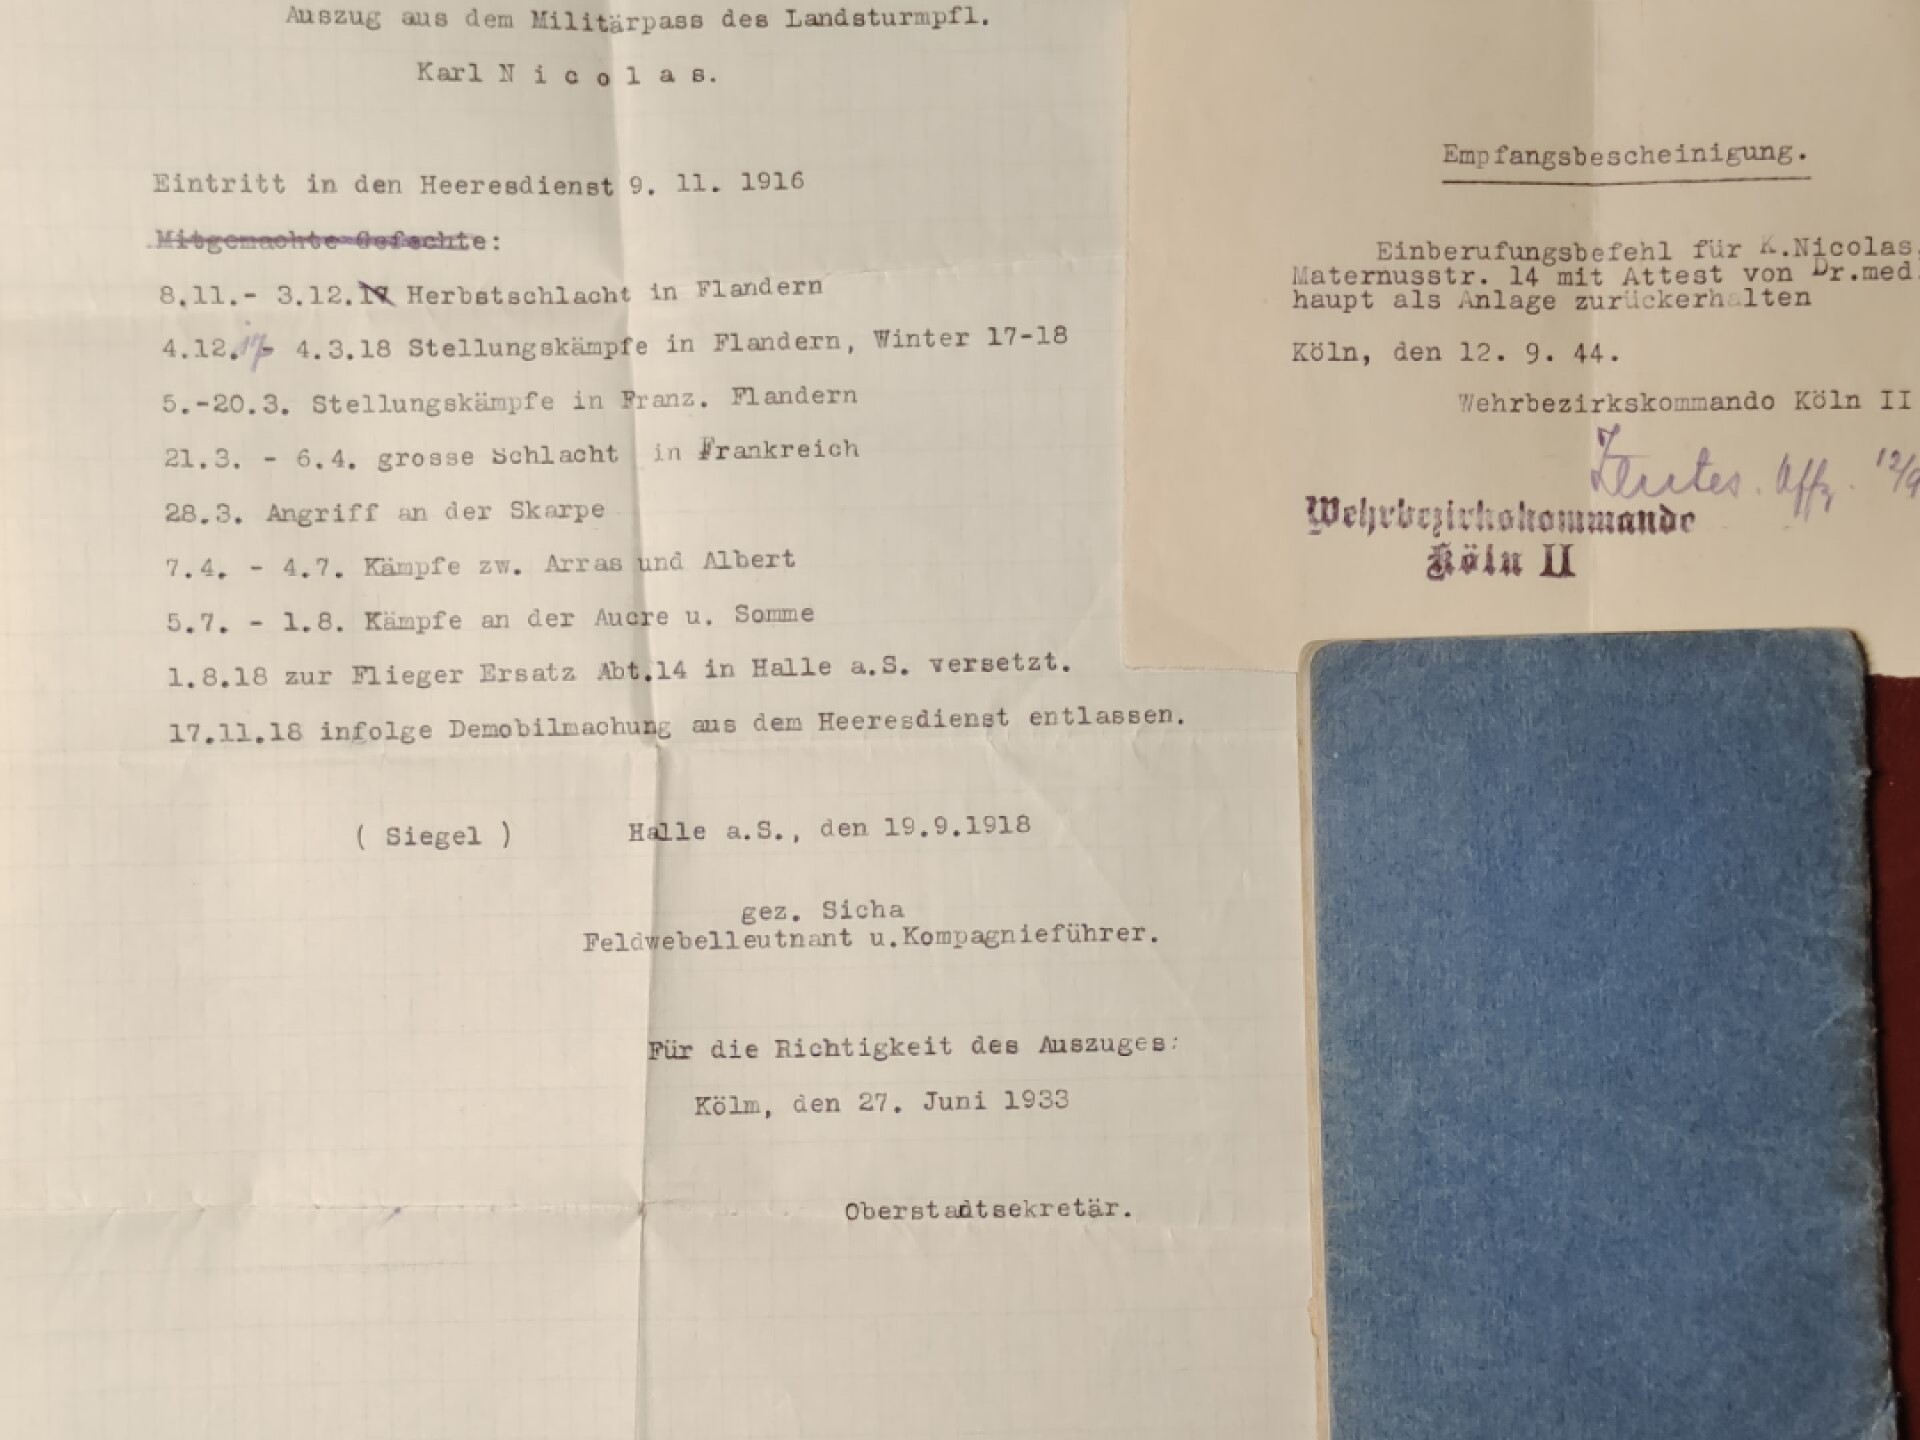 Auszug aus dem Militärpass des Landsturmpfl.
Karl N i c o l a s.
Eintritt in den Heeresdienst 9. 11. 1916
Mitgemachte Gefechte:
8.11.- 3.12.17 Herbstschlacht in Flandern
4.12.17- 4.3.18 Stellungskämpfe in Flandern, Winter 17-18
5.-20.3. Stellungskämpfe in Franz. Flandern
21.3. - 6.4. grosse Schlacht in Frankreich
28.3. Angriff an der Skarpe
7.4. - 4.7. Kämpfe zw. Arras und Albert
5.7. - 1.8. Kämpfe an der Aucre u. Somme
1.8.18 zur Flieger Ersatz Abt.14 in Halle a.S. versetzt.
17.11.18 infolge Demobilmachung aus dem Heeresdienst entlassen.
( Siegel ) Halle a.S., den 19.9.1918
gez. Sicha
Feldwebelleutnant u.Kompagnieführer.
Für die Richtigkeit des Auszuges:
Kölm, den 27. Juni 1933
Oberstadtsekretär.
Empfangsbescheinigung.
Einberufungsbefehl für K.Nicolas,
Maternusstr. 14 mit Attest von Dr.med.
haupt als Anlage zurückerhalten
Köln, den 12. 9. 44.
Wehrbezirkskommando Köln II
Offz. 12/9
Wehrbezirkskommando
Köln II